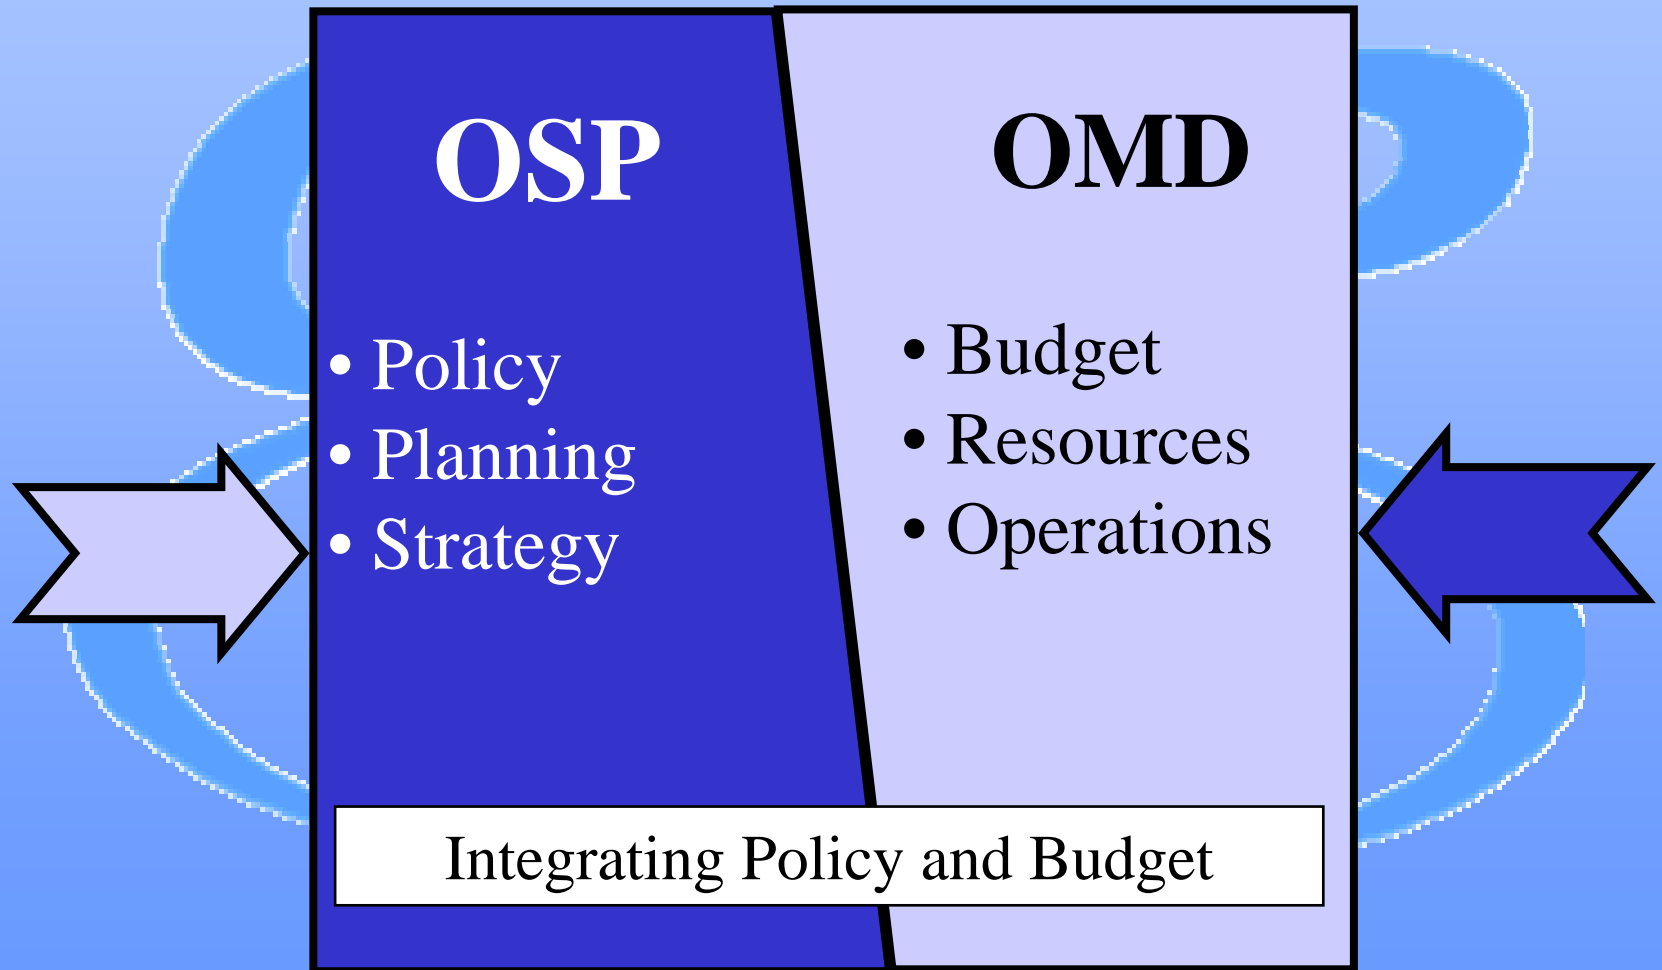 OSP
• Policy
• Planning
• Strategy
OMD
• Budget
• Resources
• Operations
Integrating Policy and Budget